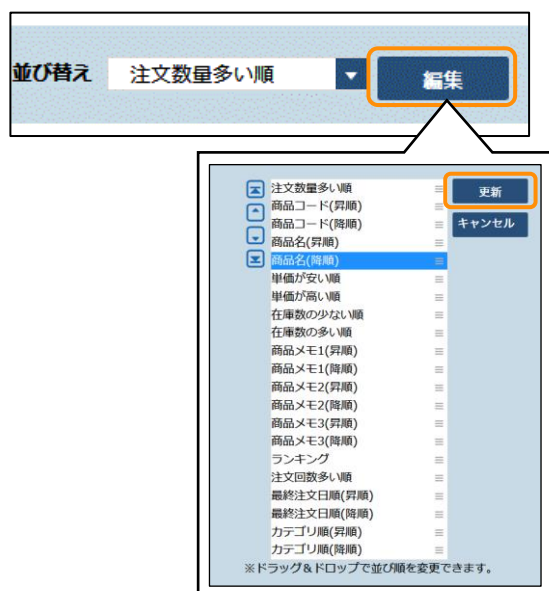 並び替え 注文数量多い順 編集
注文数量多い順 更新
商品コード(昇順)
商品コード(降順) キャンセル
商品名(昇順)
商品名(降順)
単価が安い順
単価が高い順
在庫数の少ない順
在庫数の多い順
商品メモ1(昇順)
商品メモ1(降順)
商品メモ2(昇順)
商品メモ2(降順)
商品メモ3(昇順)
商品メモ3(降順)
ランキング
注文回数多い順
最終注文日順(昇順)
最終注文日順(降順)
カテゴリ順(昇順)
カテゴリ順(降順)
※ドラッグ&ドロップで並び順を変更できます。